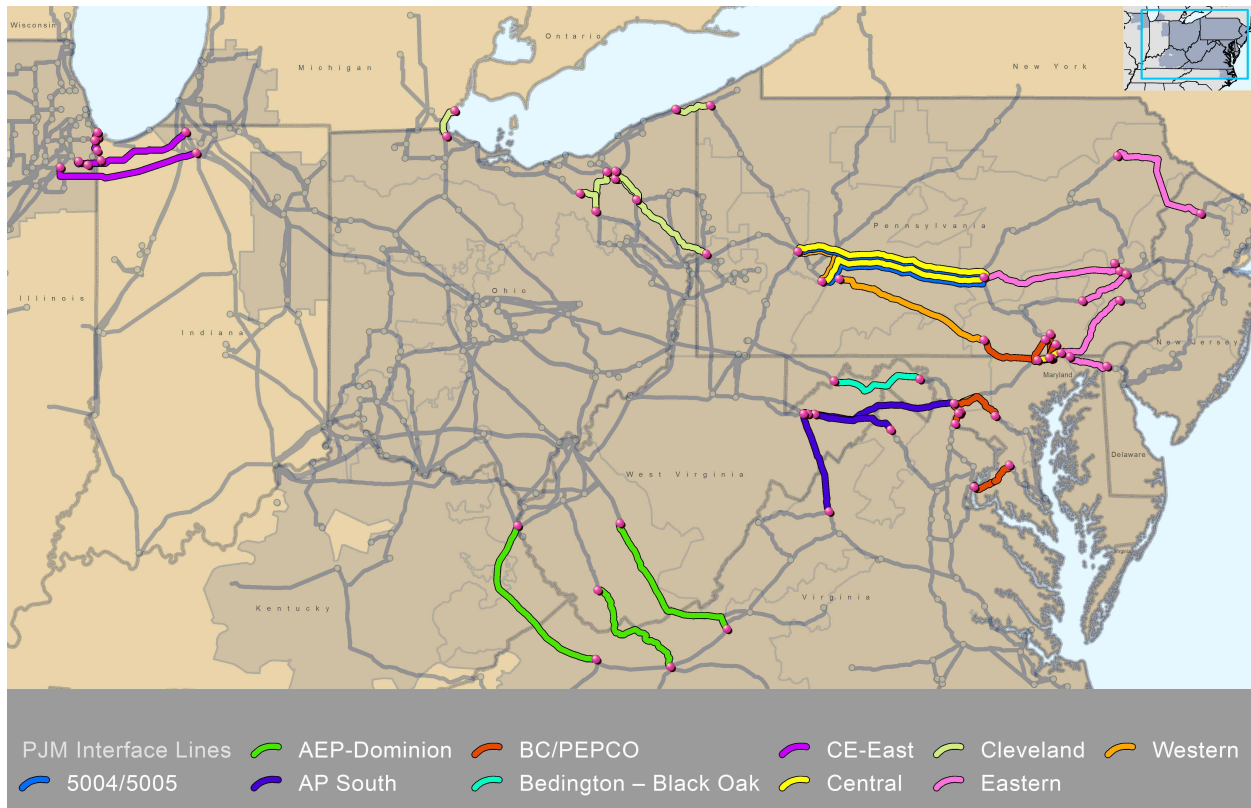 Wisconsin
Ontario
Michigan
New York
Pennsylvania
Illinois
Ohio
Indiana
New Jersey
Maryland
Delaware
West Virginia
Virginia
Kentucky
Virginia
PJM Interface Lines
AEP-Dominion
BC/PEPCO
CE-East
Cleveland
Western
5004/5005
AP South
Bedington – Black Oak
Central
Eastern